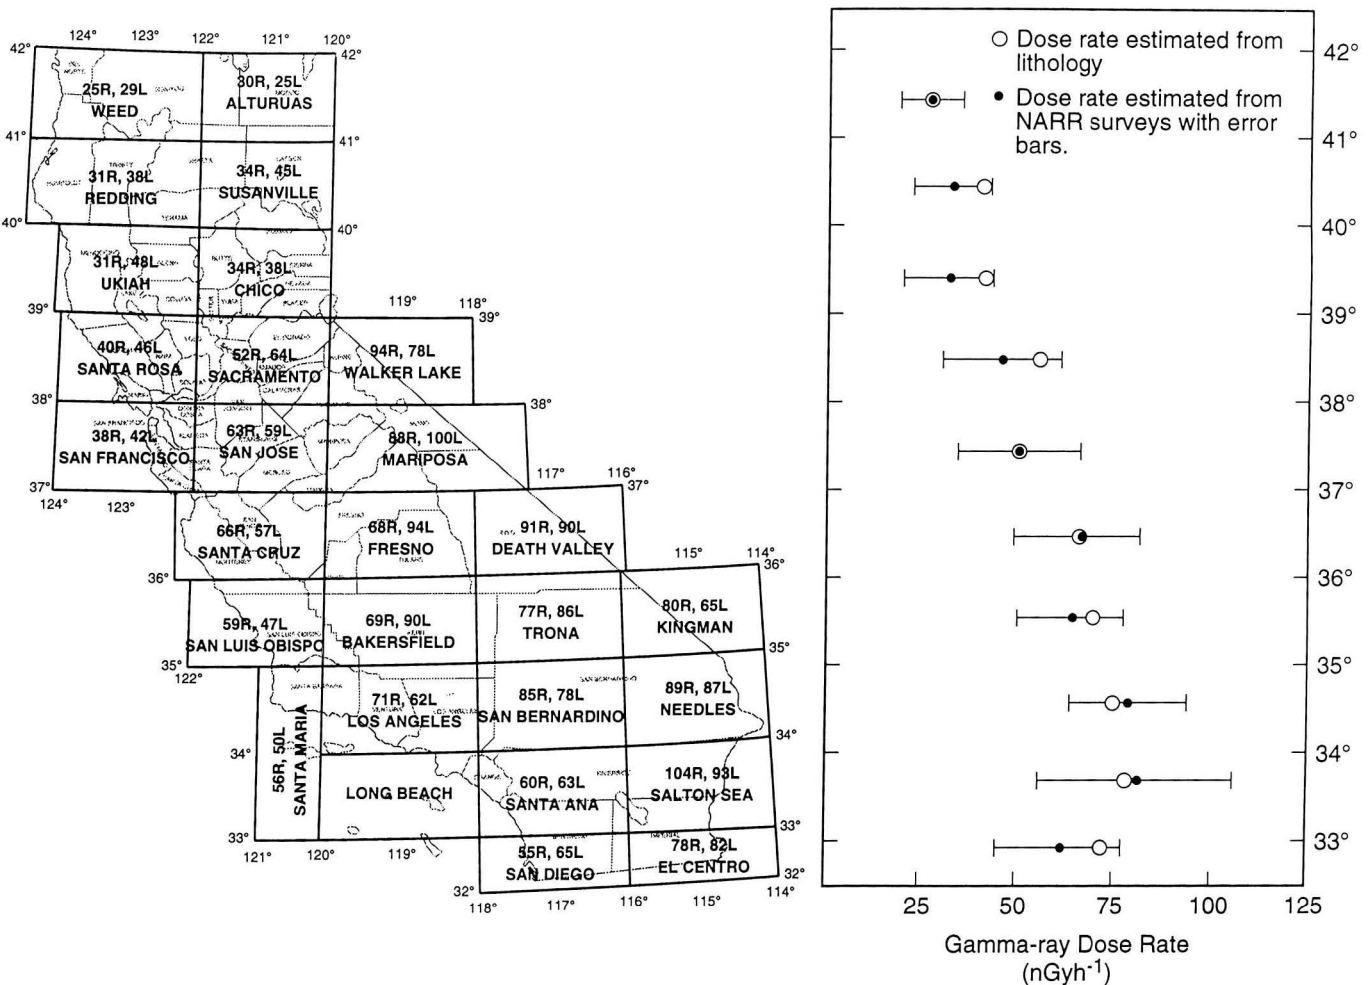 124° 123° 122° 121° 120°
42° 42°
25R, 29L
WEED
30R, 25L
ALTURUAS
41° 41°
31R, 38L
REDDING
34R, 45L
SUSANVILLE
40° 40°
31R, 48L
UKIAH
34R, 38L
CHICO
119° 118°
39° 39°
40R, 46L
SANTA ROSA
52R, 64L
SACRAMENTO
94R, 78L
WALKER LAKE
38° 38°
38R, 42L
SAN FRANCISCO
63R, 59L
SAN JOSE
88R, 100L
MARIPOSA
117° 116°
37° 37°
124° 123°
66R, 57L
SANTA CRUZ
68R, 94L
FRESNO
91R, 90L
DEATH VALLEY
115° 114°
36° 36°
59R, 47L
SAN LUIS OBISPO
69R, 90L
BAKERSFIELD
77R, 86L
TRONA
80R, 65L
KINGMAN
35° 35°
122°
56R, 50L
SANTA MARIA
71R, 62L
LOS ANGELES
85R, 78L
SAN BERNARDINO
89R, 87L
NEEDLES
34° 34°
LONG BEACH
60R, 63L
SANTA ANA
104R, 93L
SALTON SEA
33° 33°
121° 120° 119°
55R, 65L
SAN DIEGO
78R, 82L
EL CENTRO
32° 32°
118° 117° 116° 115° 114°
Dose rate estimated from
lithology
Dose rate estimated from
NARR surveys with error
bars.
42°
41°
40°
39°
38°
37°
36°
35°
34°
33°
25 50 75 100 125
Gamma-ray Dose Rate
(nGyh-1)